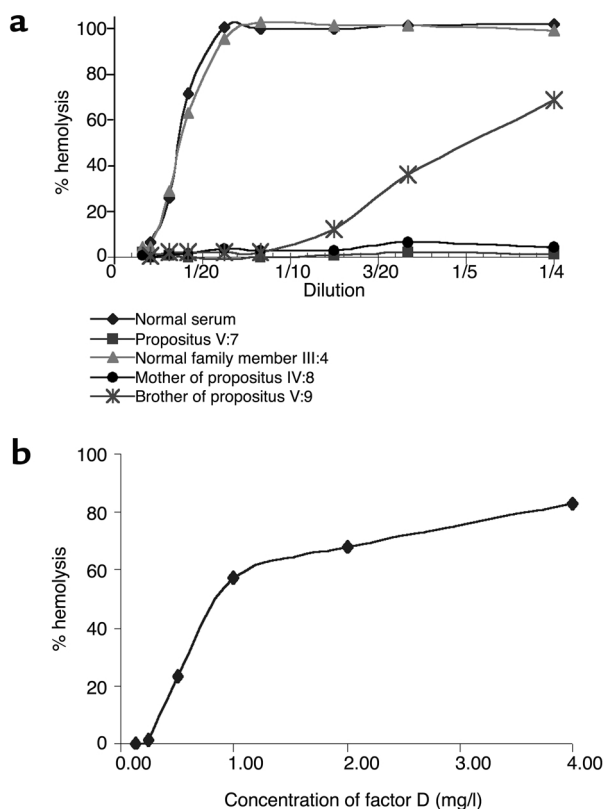 a
100
80
60
40
20
0
% hemolysis
0 1/20 1/10 3/20 1/5 1/4
Dilution
Normal serum
Propositus V:7
Normal family member III:4
Mother of propositus IV:8
Brother of propositus V:9
b
100
80
60
40
20
0
% hemolysis
0.00 1.00 2.00 3.00 4.00
Concentration of factor D (mg/l)